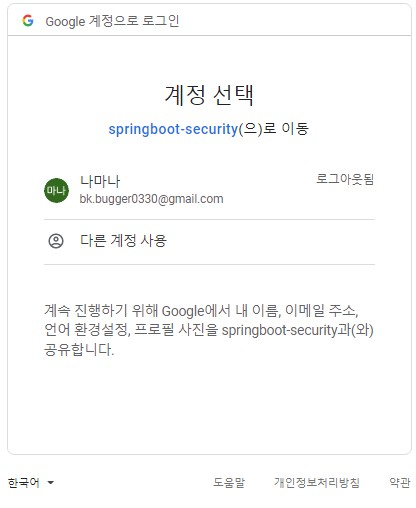 Google 계정으로 로그인
계정 선택
springboot-security(으)로 이동
마나
나마나
로그아웃됨
bk.bugger0330@gmail.com
다른 계정 사용
계속 진행하기 위해 Google에서 내 이름, 이메일 주소,
언어 환경설정, 프로필 사진을 springboot-security과(와)
공유합니다.
한국어 도움말 개인정보처리방침 약관